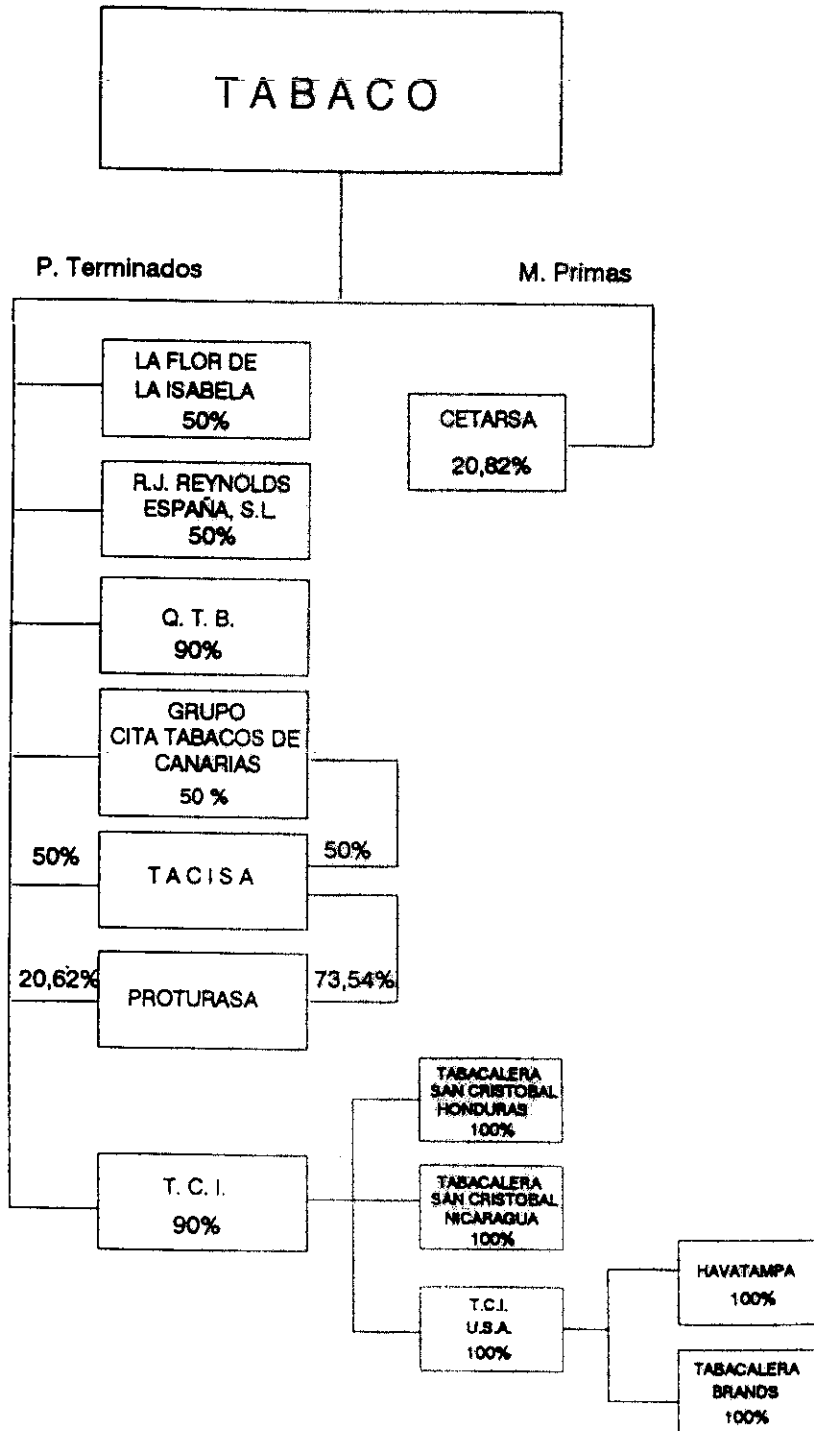 TABACO
P. Terminados
M. Primas
LA FLOR DE
LA ISABELA
50%
CETARSA
20,82%
R.J. REYNOLDS
ESPAÑA, S.L
50%
Q. T. B.
90%
GRUPO
CITA TABACOS DE
CANARIAS
50 %
50%
TACISA
50%
20,62%
PROTURASA
73,54%
TABACALERA
SAN CRISTOBAL
HONDURAS
100%
T. C. I.
90%
TABACALERA
SAN CRISTOBAL
NICARAGUA
100%
T.C.I.
U.S.A.
100%
HAVATAMPA
100%
TABACALERA
BRANDS
100%